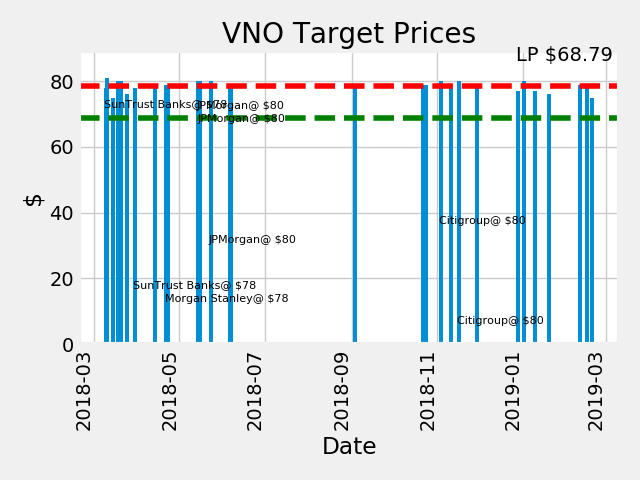 VNO Target Prices
LP $68.79
80
SunTrust Banks@ $78
JPMorgan@ $80
JPMorgan@ $80
60
40
Citigroup@ $80
JPMorgan@ $80
$
20
SunTrust Banks@ $78
Morgan Stanley@ $78
Citigroup@ $80
0
2018-03
2018-05
2018-07
2018-09
2018-11
2019-01
2019-03
Date